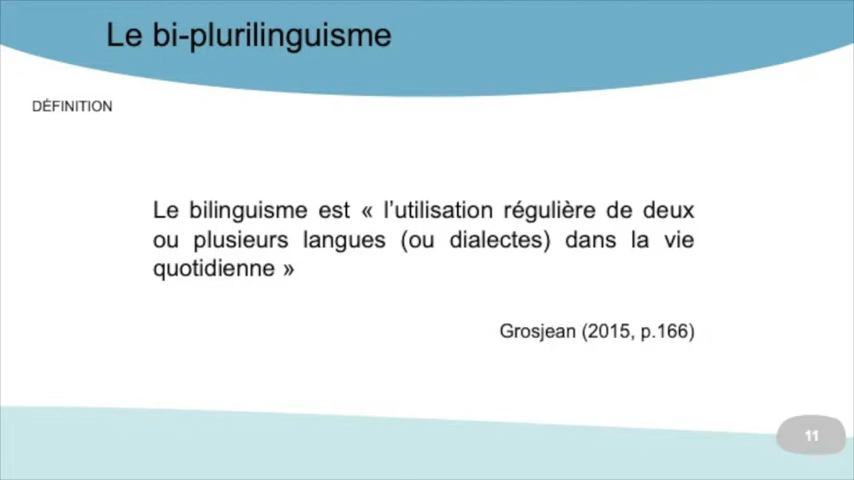 Le bi-plurilinguisme
DÉFINITION
Le bilinguisme est « l’utilisation régulière de deux
ou plusieurs langues (ou dialectes) dans la vie
quotidienne »
Grosjean (2015, p.166)
11